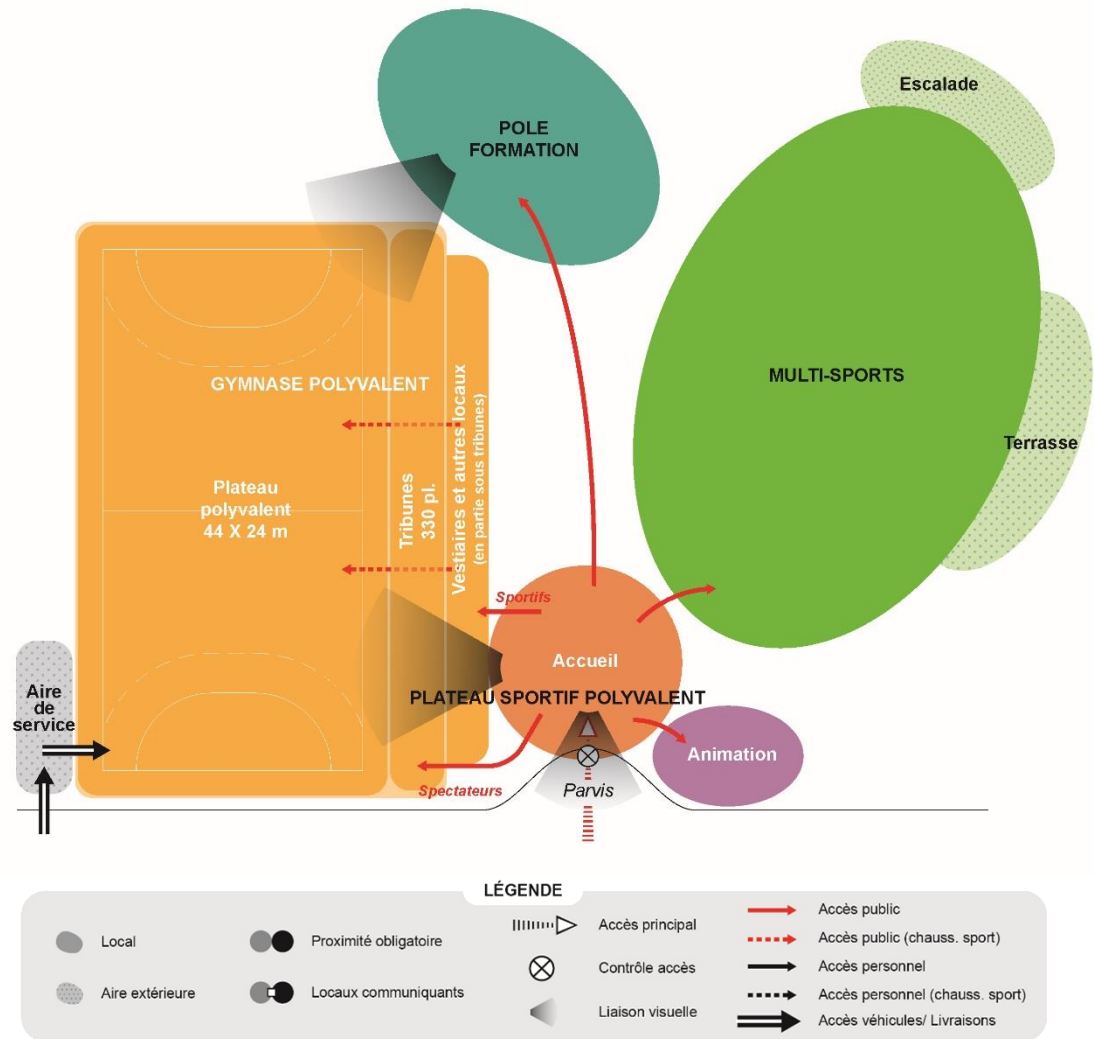 Escalade
POLE
FORMATION
MULTI-SPORTS
GYMNASE POLYVALENT
Terrasse
Plateau
polyvalent
44 X 24 m
Tribunes
330 pl.
Vestiaires et autres locaux
(en partie sous tribunes)
Sportifs
Accueil
PLATEAU SPORTIF POLYVALENT
Aire
de
service
Animation
Spectateurs
Parvis
LÉGENDE
Local
Aire extérieure
Proximité obligatoire
Locaux communiquants
Accès principal
Contrôle accès
Liaison visuelle
Accès public
Accès public (chauss. sport)
Accès personnel
Accès personnel (chauss. sport)
Accès véhicules/ Livraisons